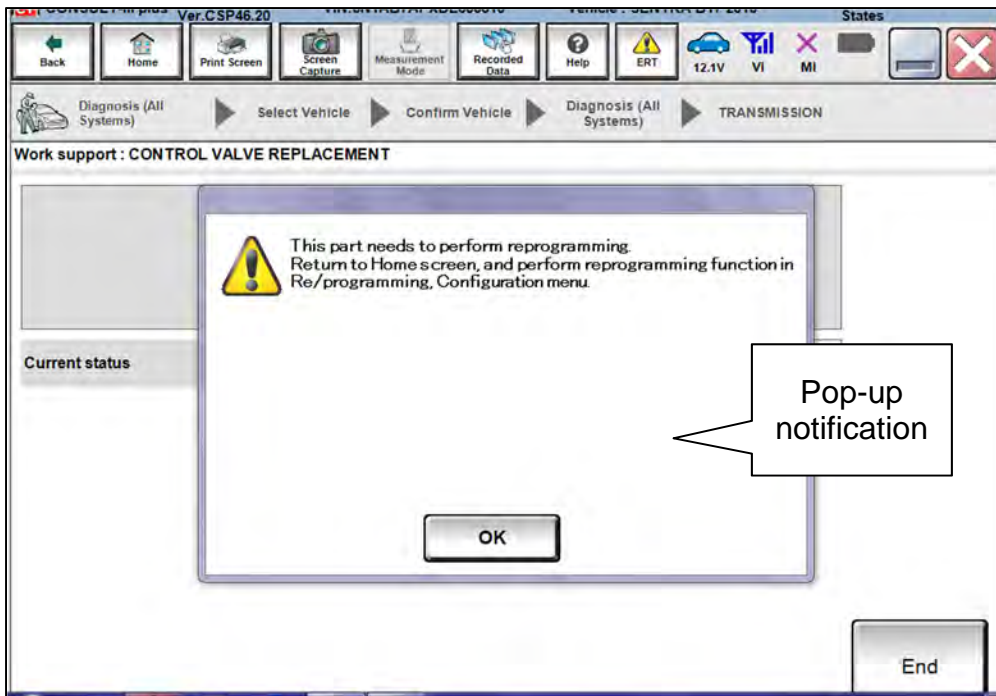 CONSULT-III plus Ver.CSP46.20 States
Back
Home
Print Screen
Screen
Capture
Measurement
Mode
Recorded
Data
Help
ERT
12.1V
VI
MI
Diagnosis (All
Systems)
Select Vehicle
Confirm Vehicle
Diagnosis (All
Systems)
TRANSMISSION
Work support : CONTROL VALVE REPLACEMENT
This part needs to perform reprogramming.
Return to Home screen, and perform reprogramming function in
Re/programming, Configuration menu.
Current status
Pop-up
notification
OK
End